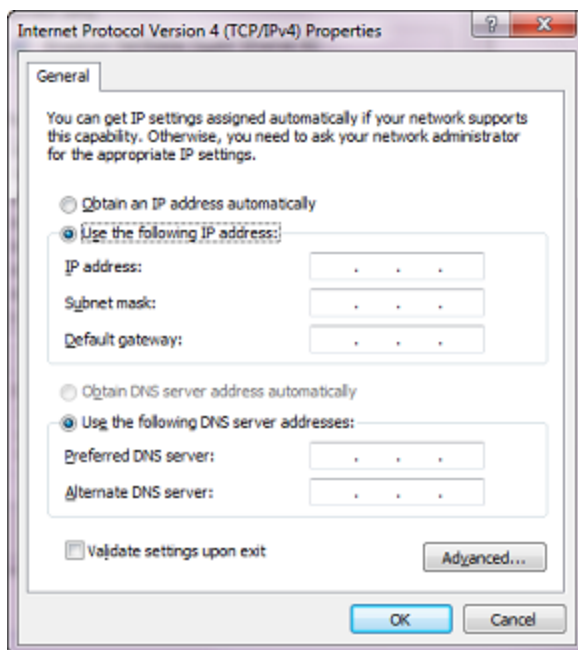 Internet Protocol Version 4 (TCP/IPv4) Properties
General
You can get IP settings assigned automatically if your network supports
this capability. Otherwise, you need to ask your network administrator
for the appropriate IP settings.
Obtain an IP address automatically
Use the following IP address:
IP address:
. . .
Subnet mask:
. . .
Default gateway:
. . .
Obtain DNS server address automatically
Use the following DNS server addresses:
Preferred DNS server:
. . .
Alternate DNS server:
. . .
Validate settings upon exit
Advanced...
OK
Cancel